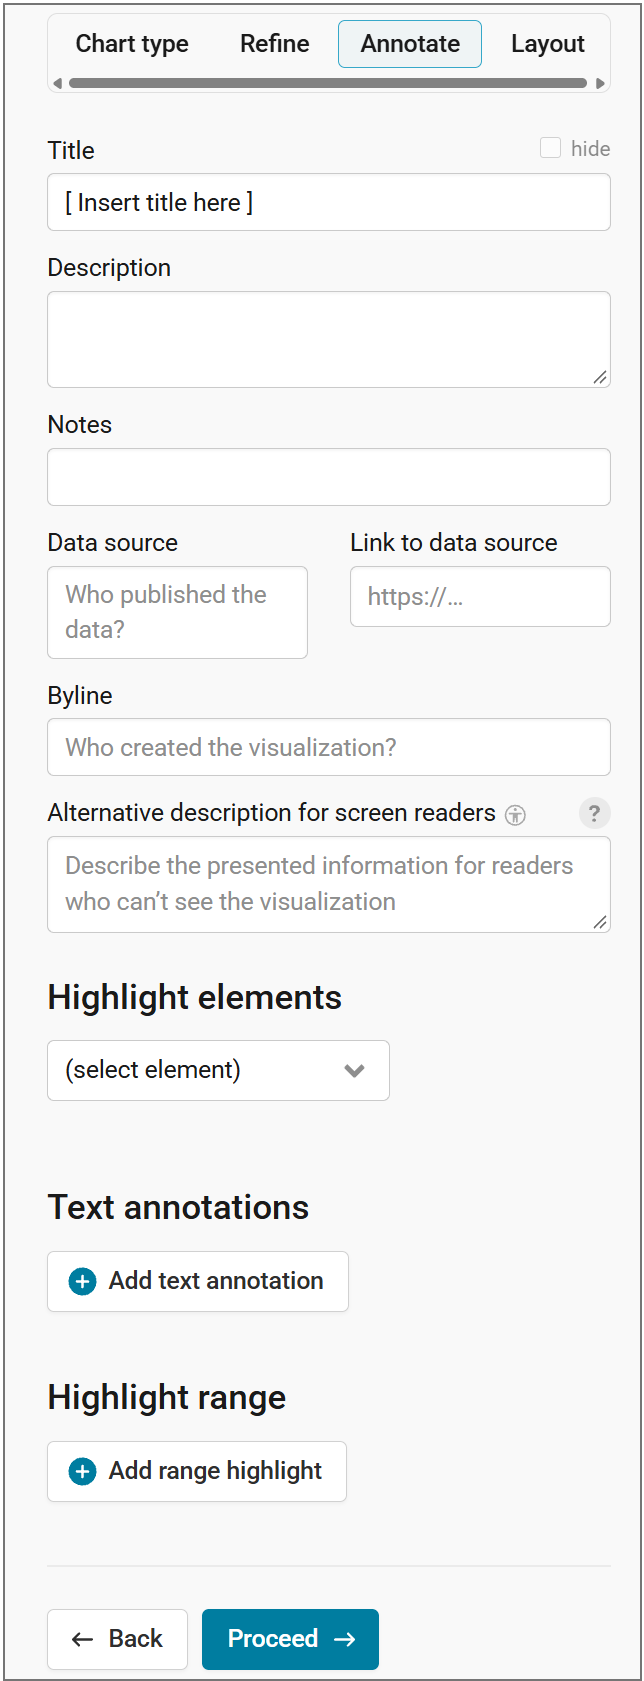 Chart type Refine Annotate Layout
Title hide
[ Insert title here ]
Description
Notes
Data source Link to data source
Who published the data?
https://...
Byline
Who created the visualization?
Alternative description for screen readers ?
Describe the presented information for readers
who can’t see the visualization
Highlight elements
(select element)
Text annotations
Add text annotation
Highlight range
Add range highlight
← Back Proceed →